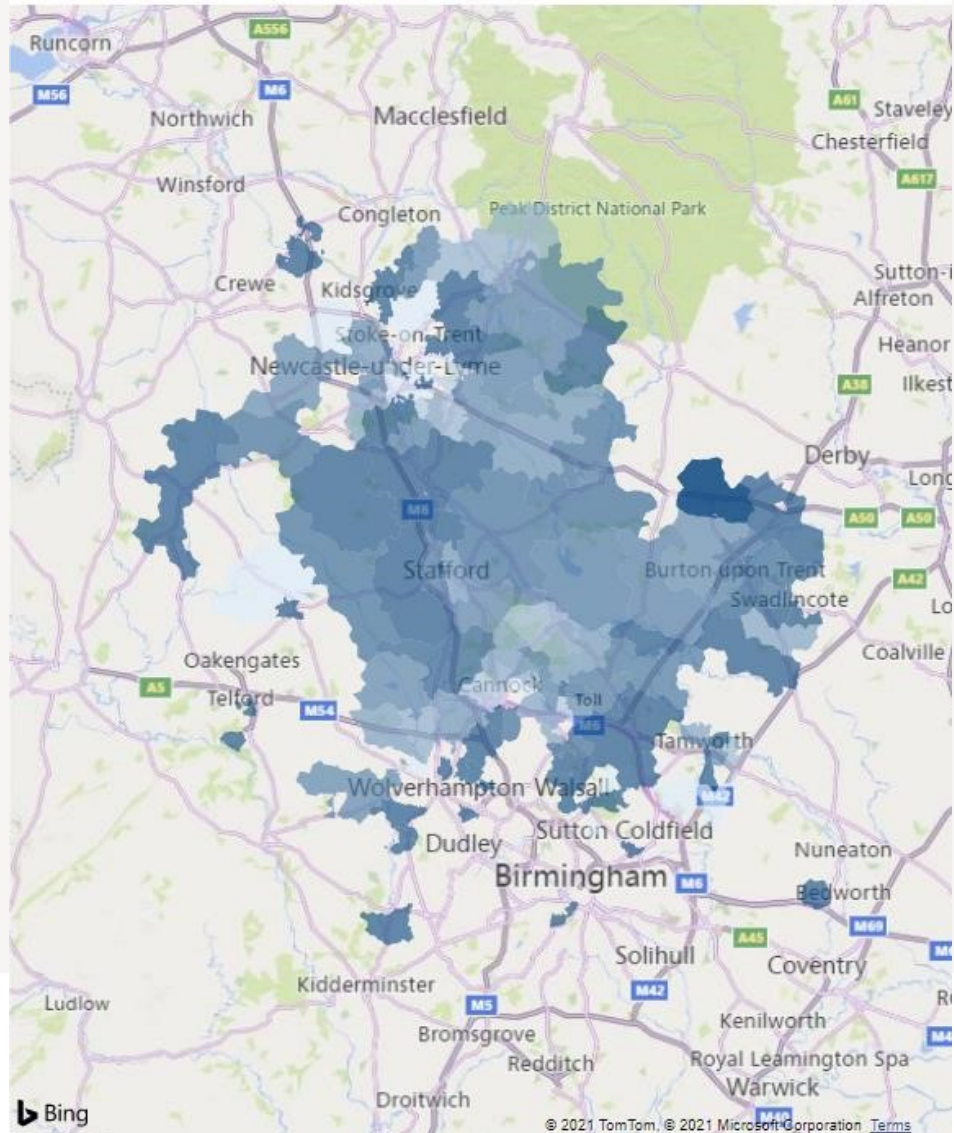 Runcorn
A556
M56
M6
A61
Staveley
Northwich
Macclesfield
Chesterfield
Winsford
A617
Congleton
Peak District National Park
Crewe
Kidsgrove
Sutton-i
Alfreton
Stoke-on-Trent
Heanor
Newcastle-under-Lyme
A38
Ilkest
Derby
Long
M6
A50
A50
Stafford
Burton upon Trent
A42
Swadlincote
Lo
Oakengates
Coalville
A5
Telford
Cannock
M54
Toll
M6
Tamworth
Wolverhampton
Walsall
M42
Dudley
Sutton Coldfield
Nuneaton
Birmingham
M6
Bedworth
M69
A45
Solihull
Coventry
Kidderminster
M42
Ludlow
M5
Kenilworth
Bromsgrove
Redditch
Royal Leamington Spa
Warwick
Droitwich
M40
Bing
© 2021 TomTom, © 2021 Microsoft Corporation Terms